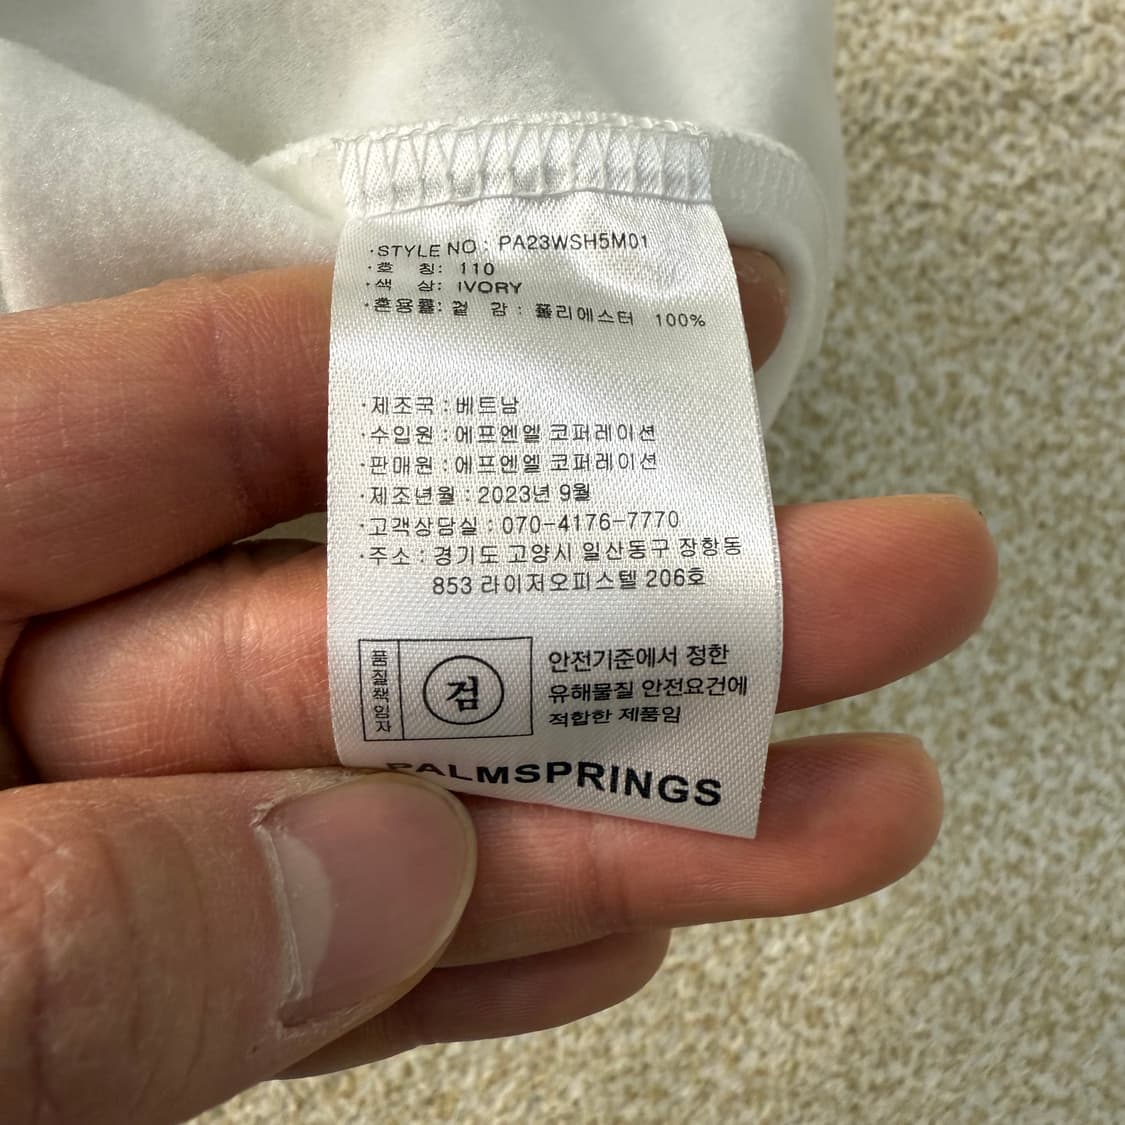 ·STYLE NO : PA23WSH5M01
·호 칭: 110
·색 상: IVORY
·혼용률: 겉 감 : 폴리에스터 100%
·제조국 : 베트남
·수입원 : 에프엔엘 코퍼레이션
·판매원 : 에프엔엘 코퍼레이션
·제조년월 : 2023년 9월
·고객상담실 : 070-4176-7770
·주소 : 경기도 고양시 일산동구 장항동
853 라이저오피스텔 206호
품질책임자
검
안전기준에서 정한
유해물질 안전요건에
적합한 제품임
PALMSPRINGS